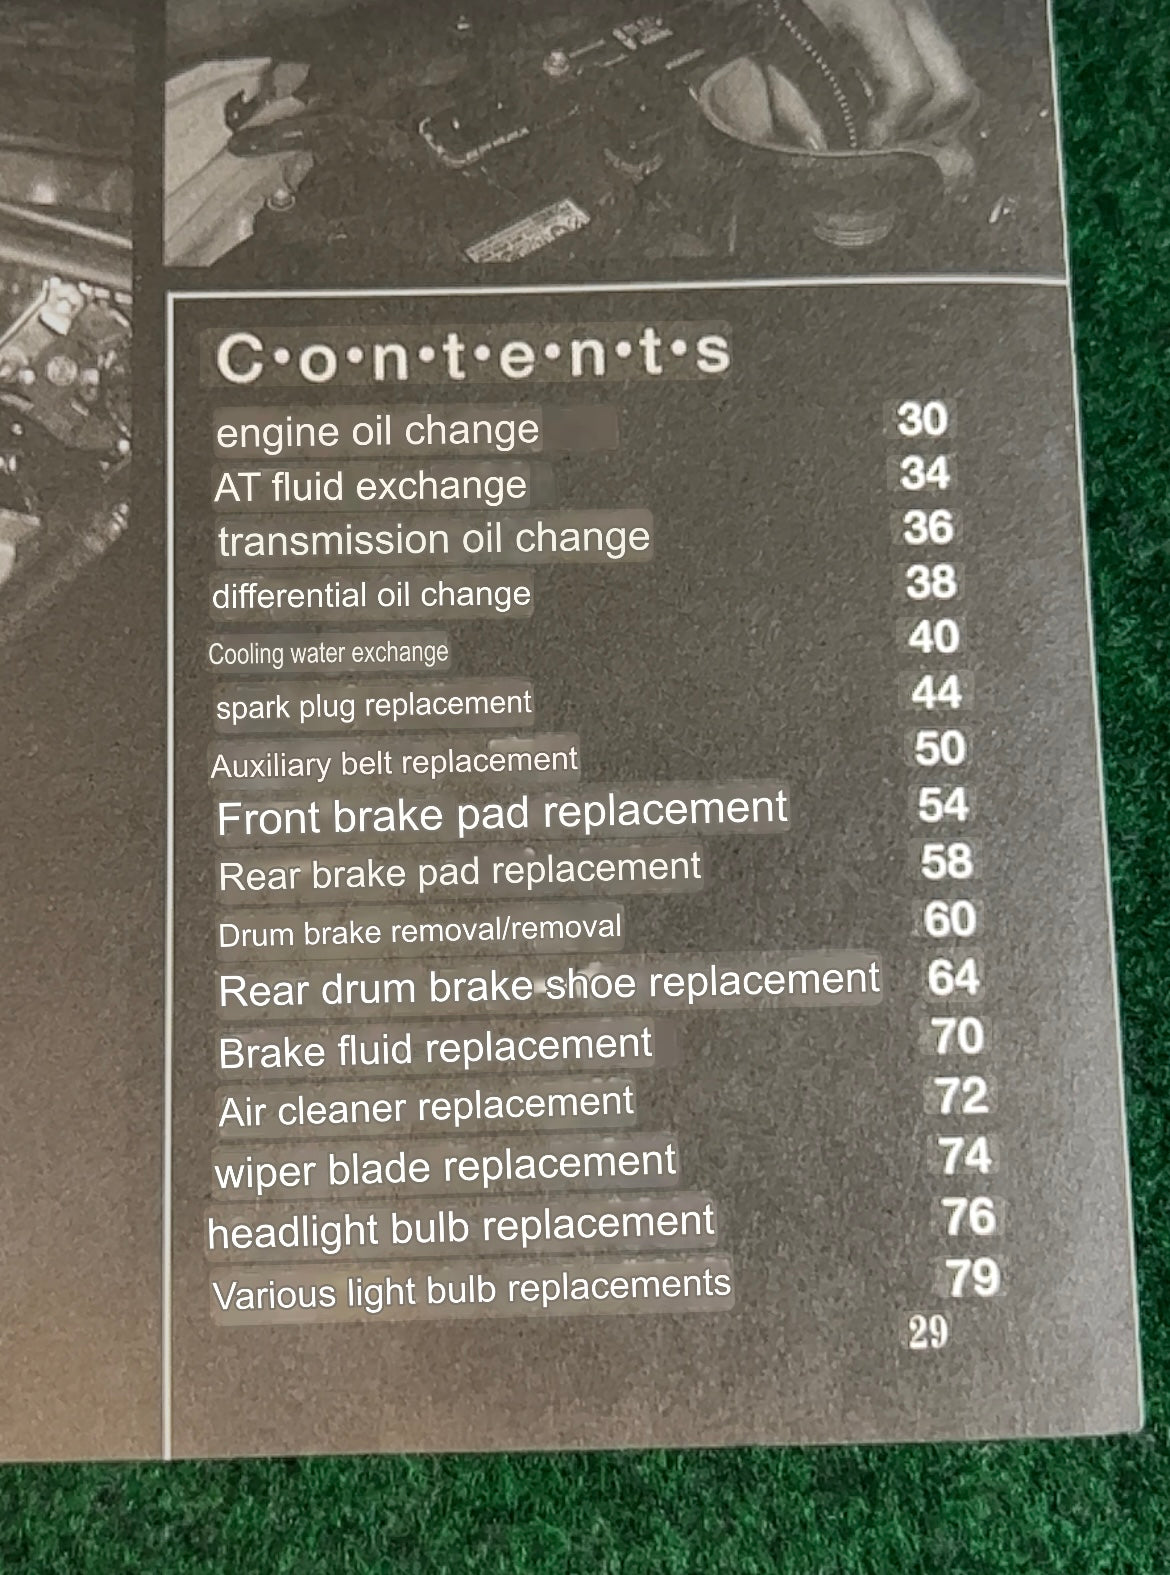 C•o•n•t•e•n•t•s
engine oil change 30
AT fluid exchange 34
transmission oil change 36
differential oil change 38
Cooling water exchange 40
spark plug replacement 44
Auxiliary belt replacement 50
Front brake pad replacement 54
Rear brake pad replacement 58
Drum brake removal/removal 60
Rear drum brake shoe replacement 64
Brake fluid replacement 70
Air cleaner replacement 72
wiper blade replacement 74
headlight bulb replacement 76
Various light bulb replacements 79
29